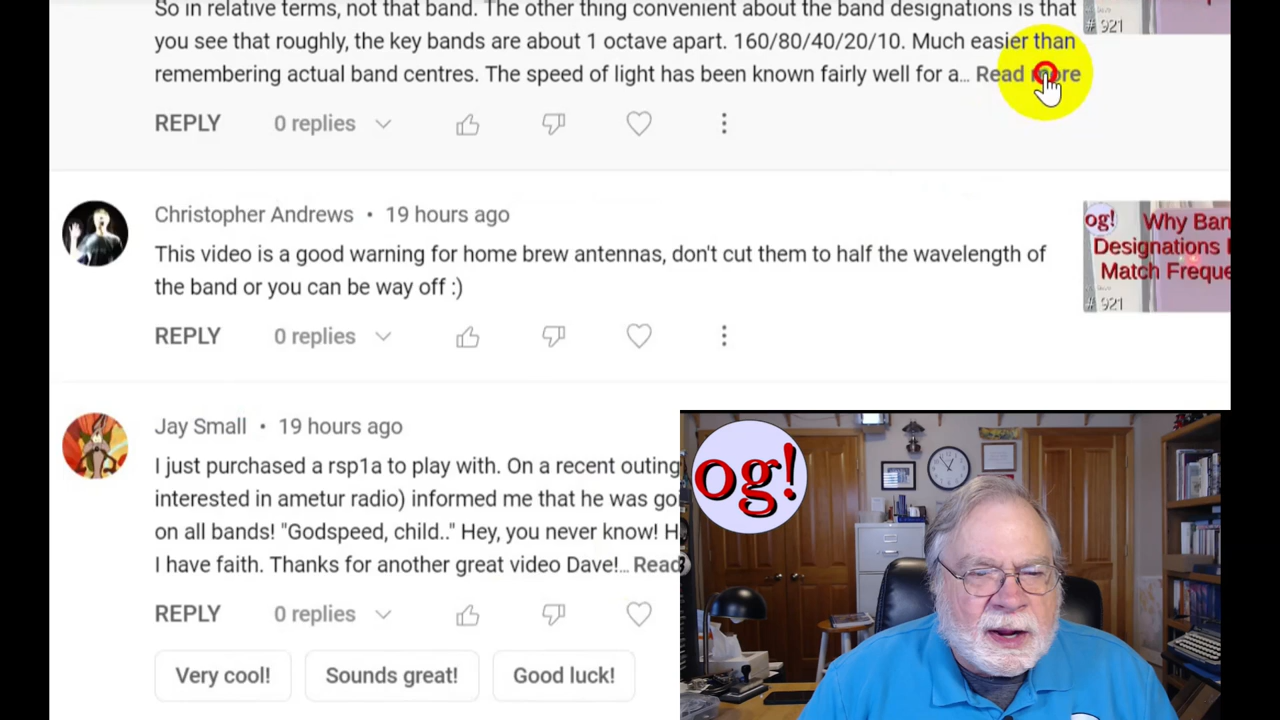 So in relative terms, not that band. The other thing convenient about the band designations is that
you see that roughly, the key bands are about 1 octave apart. 160/80/40/20/10. Much easier than
remembering actual band centres. The speed of light has been known fairly well for a... Read more
# 921
REPLY 0 replies
Christopher Andrews • 19 hours ago
This video is a good warning for home brew antennas, don't cut them to half the wavelength of
the band or you can be way off :)
og! Why Ban
Designations
Match Freque
# 921
REPLY 0 replies
Jay Small • 19 hours ago
I just purchased a rsp1a to play with. On a recent outing
interested in ametur radio) informed me that he was go
on all bands! "Godspeed, child.." Hey, you never know! H
I have faith. Thanks for another great video Dave!... Read
og!
REPLY 0 replies
Very cool! Sounds great! Good luck!